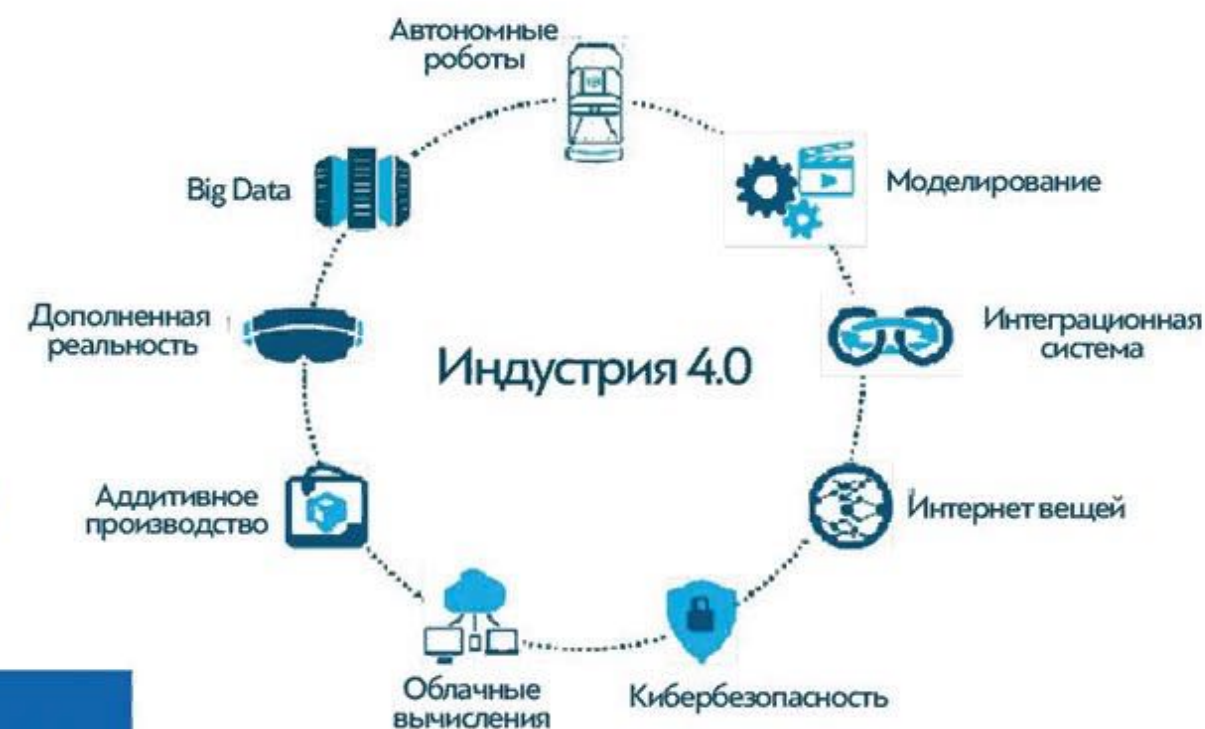 Автономные
роботы
Big Data
Моделирование
Дополненная
реальность
Интеграционная
система
Индустрия 4.0
Аддитивное
производство
Интернет вещей
Облачные
вычисления
Кибербезопасность